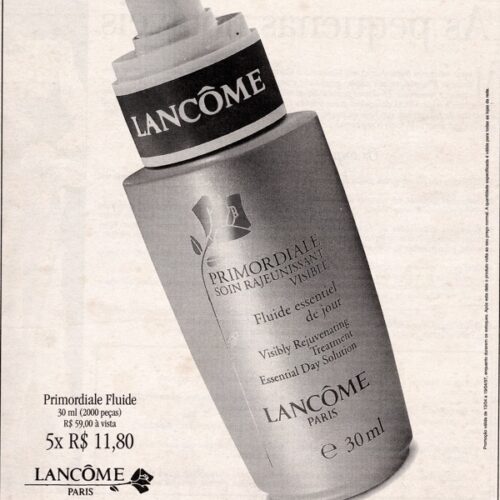 LANCÔME
PRIMORDIALE
SOIN RAJEUNISSANT
VISIBLE
Fluide essentiel
de jour
Visibly Rejuvenating
Treatment
Essential Day Solution
LANCÔME
PARIS
e 30 ml
Primordiale Fluide
30 ml (2000 peças)
R$ 59,00 à vista
5x R$ 11,80
LANCÔME
PARIS